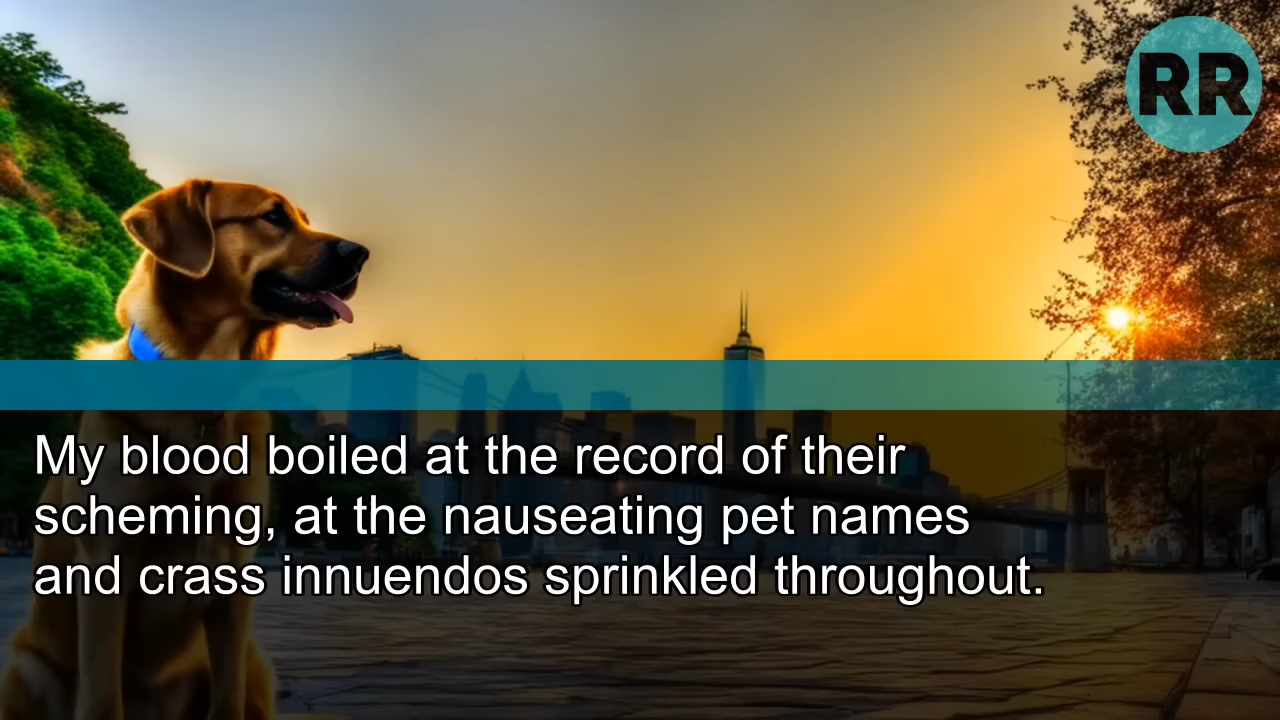 RR
My blood boiled at the record of their
scheming, at the nauseating pet names
and crass innuendos sprinkled throughout.